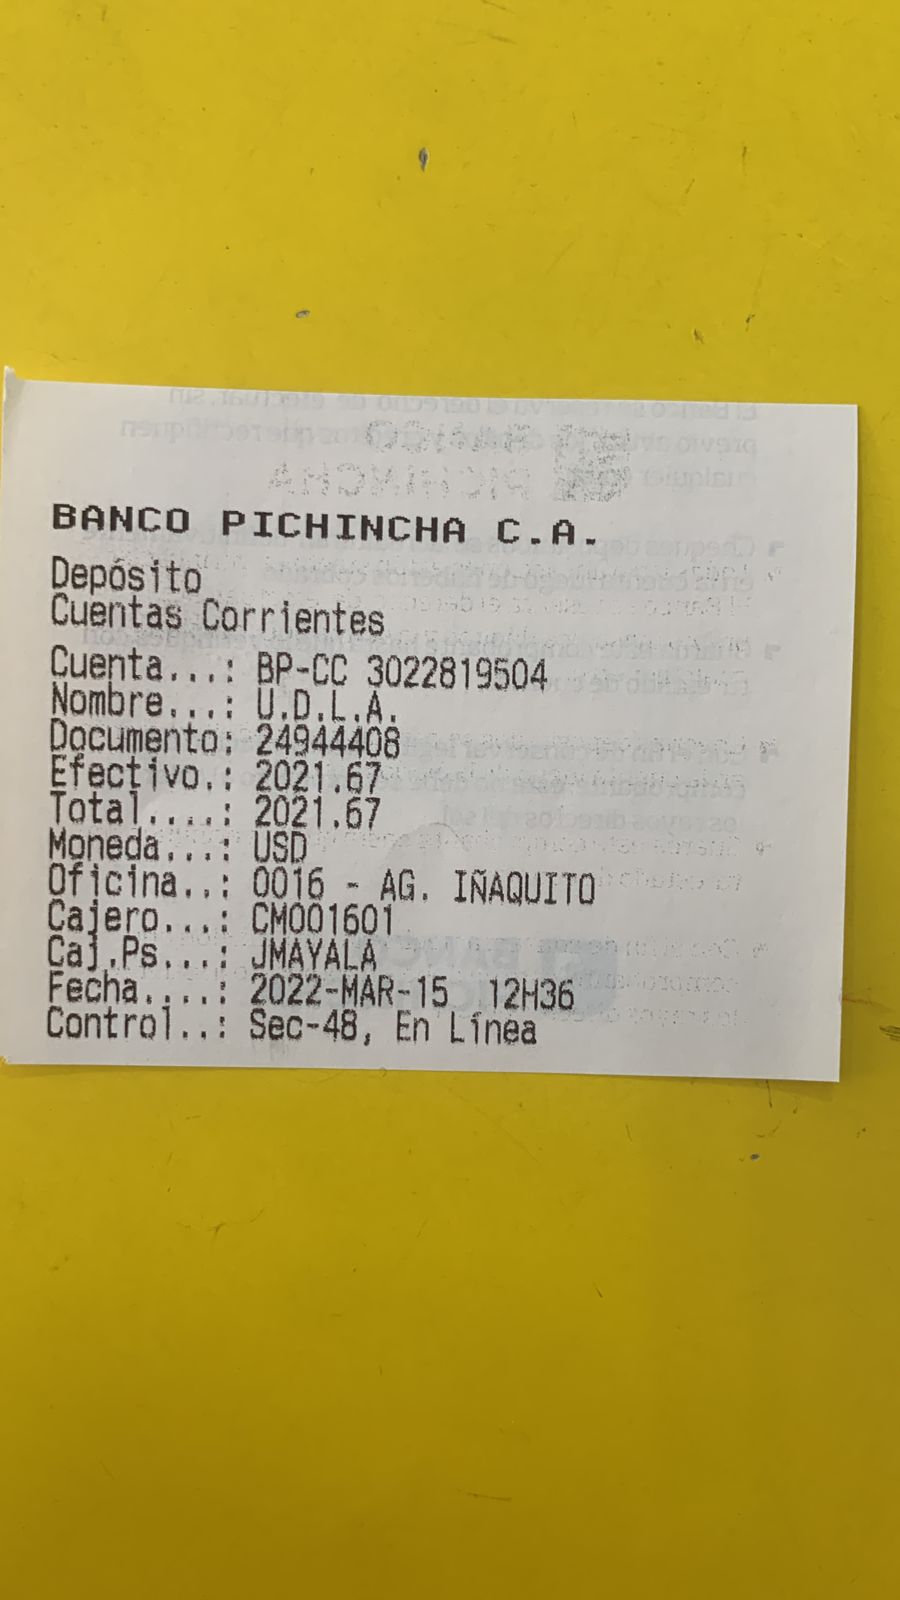 BANCO PICHINCHA C.A.
Depósito
Cuentas Corrientes
Cuenta...: BP-CC 3022819504
Nombre...: U.D.L.A.
Documento: 24944408
Efectivo.: 2021.67
Total....: 2021.67
Moneda...: USD
Oficina..: 0016 - AG. IÑAQUITO
Cajero...: CM001601
Caj.Ps...: JMAYALA
Fecha....: 2022-MAR-15 12H36
Control..: Sec-48, En Línea